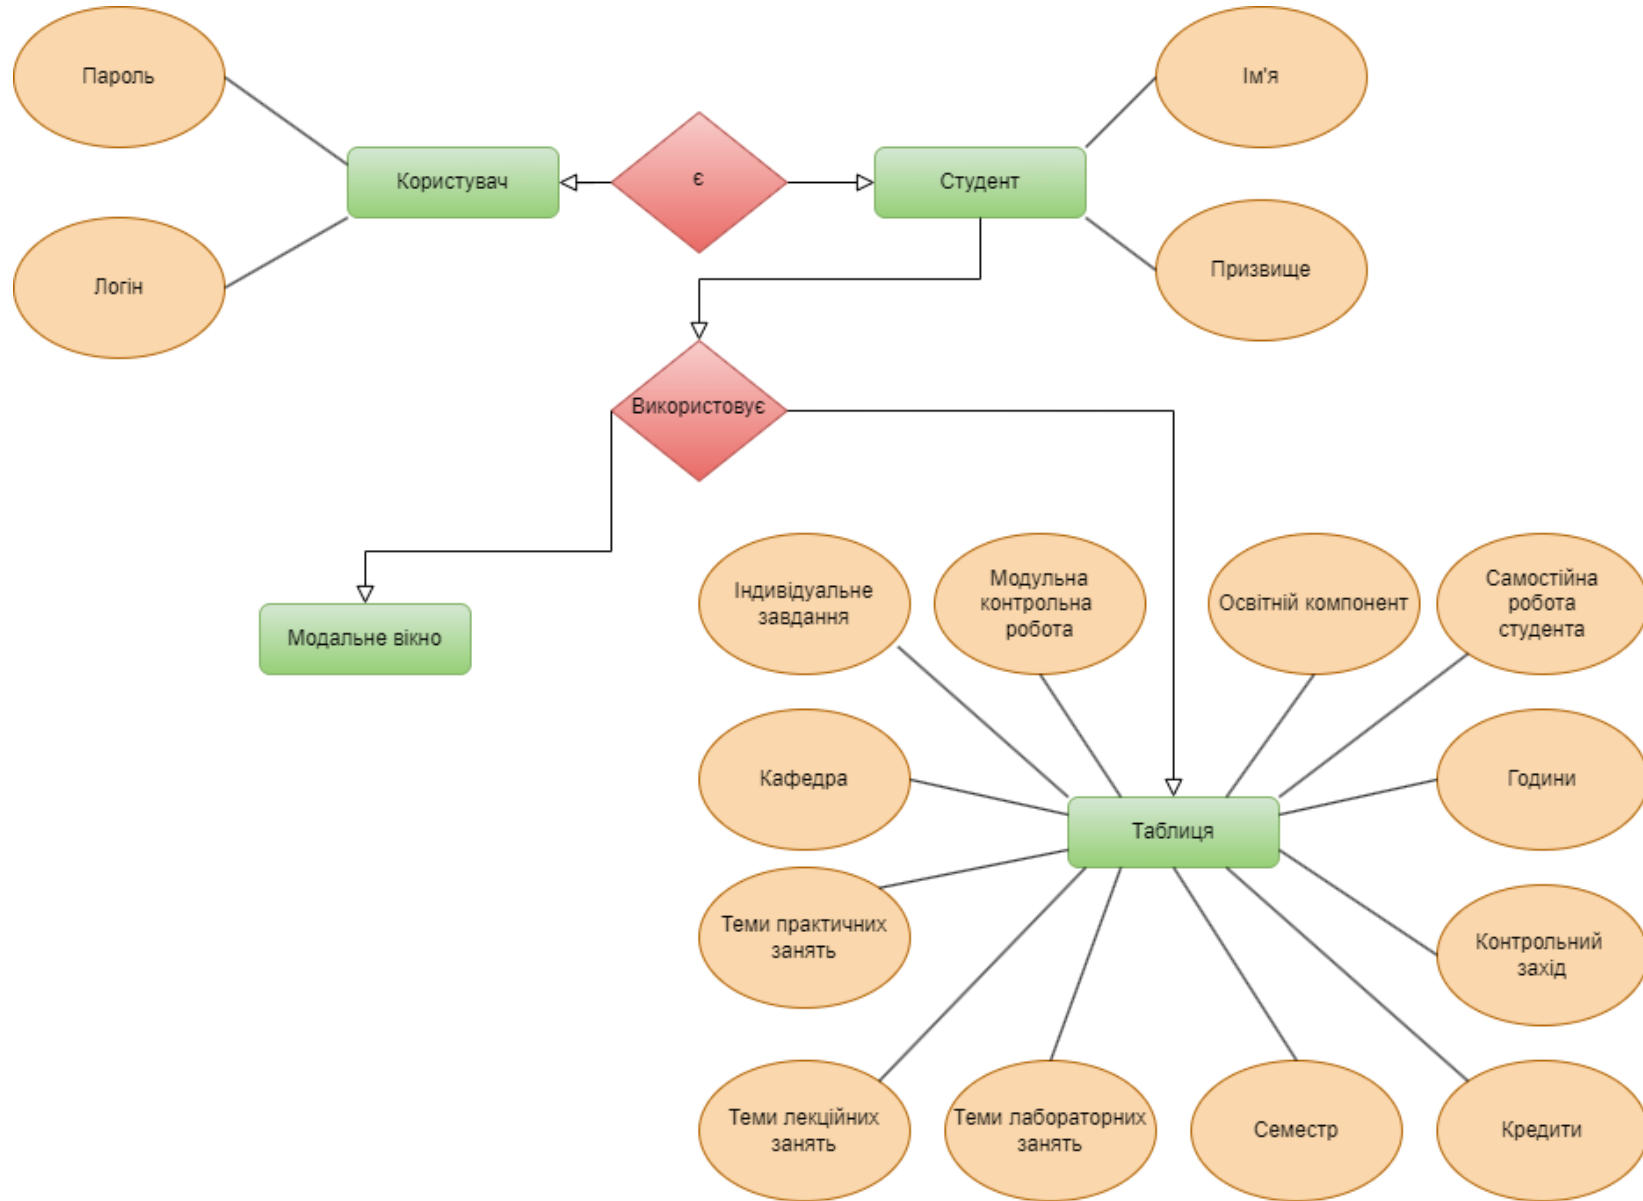 Пароль
Ім'я
Користувач
є
Студент
Логін
Призвище
Використовує
Індивідуальне
завдання
Модульна
контрольна
робота
Освітній компонент
Самостійна
робота
студента
Модальне вікно
Кафедра
Години
Таблиця
Теми практичних
занять
Контрольний
захід
Теми лекційних
занять
Теми лабораторних
занять
Семестр
Кредити